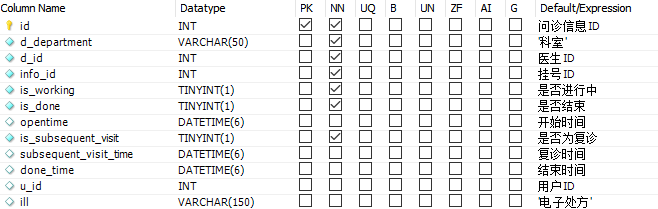 Column Name Datatype PK NN UQ B UN ZF AI G Default/Expression
id INT 问诊信息ID
d_department VARCHAR(50) '科室'
d_id INT 医生ID
info_id INT 挂号ID
is_working TINYINT(1) 是否进行中
is_done TINYINT(1) 是否结束
opentime DATETIME(6) 开始时间
is_subsequent_visit TINYINT(1) 是否为复诊
subsequent_visit_time DATETIME(6) 复诊时间
done_time DATETIME(6) 结束时间
u_id INT 用户ID
ill VARCHAR(150) '电子处方'